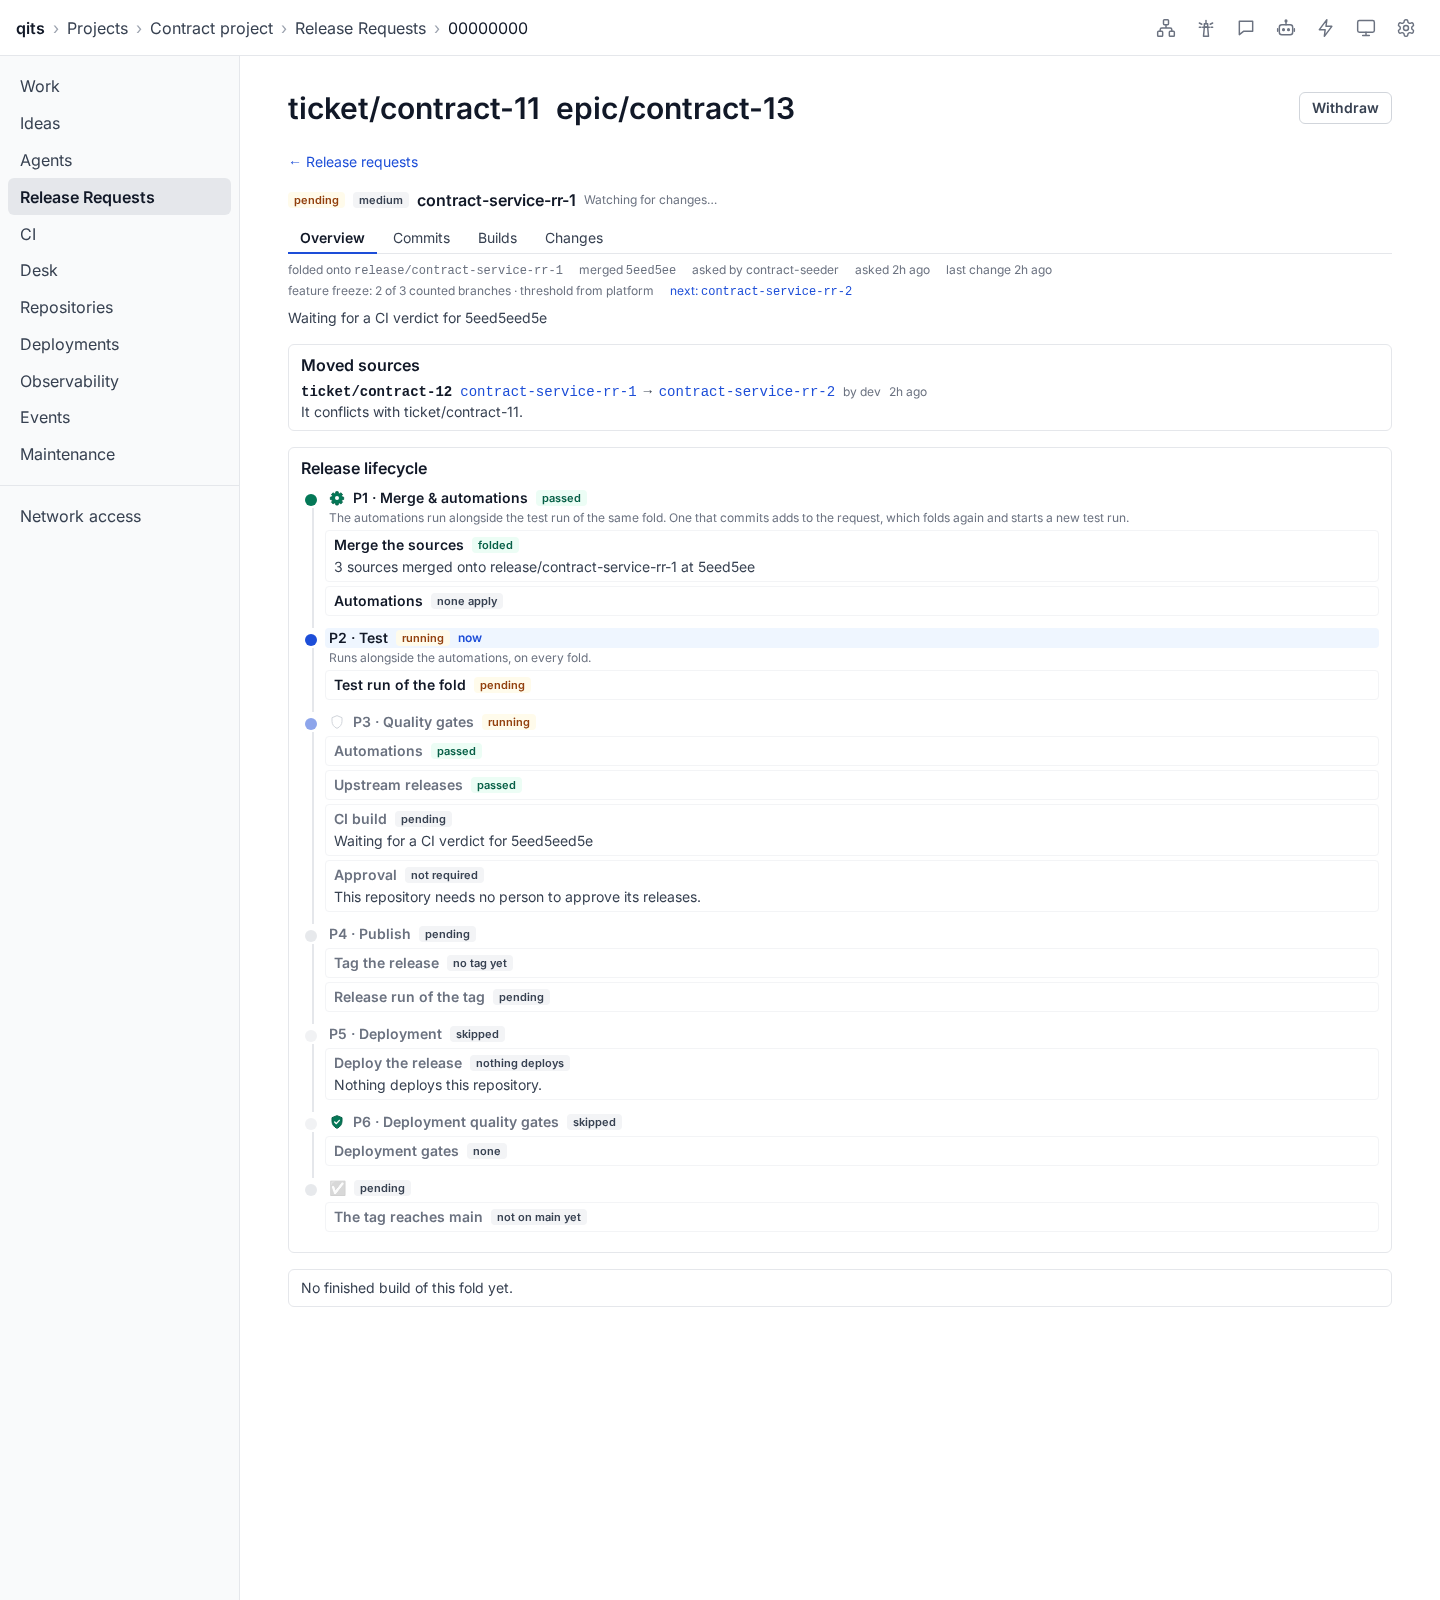 qits › Projects › Contract project › Release Requests › 00000000
Work
Ideas
Agents
Release Requests
CI
Desk
Repositories
Deployments
Observability
Events
Maintenance
Network access
ticket/contract-11 epic/contract-13
Withdraw
← Release requests
pending medium contract-service-rr-1 Watching for changes...
Overview Commits Builds Changes
folded onto release/contract-service-rr-1 merged 5eed5ee asked by contract-seeder asked 2h ago last change 2h ago
feature freeze: 2 of 3 counted branches · threshold from platform next: contract-service-rr-2
Waiting for a CI verdict for 5eed5eed5e
Moved sources
ticket/contract-12 contract-service-rr-1 → contract-service-rr-2 by dev 2h ago
It conflicts with ticket/contract-11.
Release lifecycle
P1 · Merge & automations passed
The automations run alongside the test run of the same fold. One that commits adds to the request, which folds again and starts a new test run.
Merge the sources folded
3 sources merged onto release/contract-service-rr-1 at 5eed5ee
Automations none apply
P2 · Test running now
Runs alongside the automations, on every fold.
Test run of the fold pending
P3 · Quality gates running
Automations passed
Upstream releases passed
CI build pending
Waiting for a CI verdict for 5eed5eed5e
Approval not required
This repository needs no person to approve its releases.
P4 · Publish pending
Tag the release no tag yet
Release run of the tag pending
P5 · Deployment skipped
Deploy the release nothing deploys
Nothing deploys this repository.
P6 · Deployment quality gates skipped
Deployment gates none
pending
The tag reaches main not on main yet
No finished build of this fold yet.